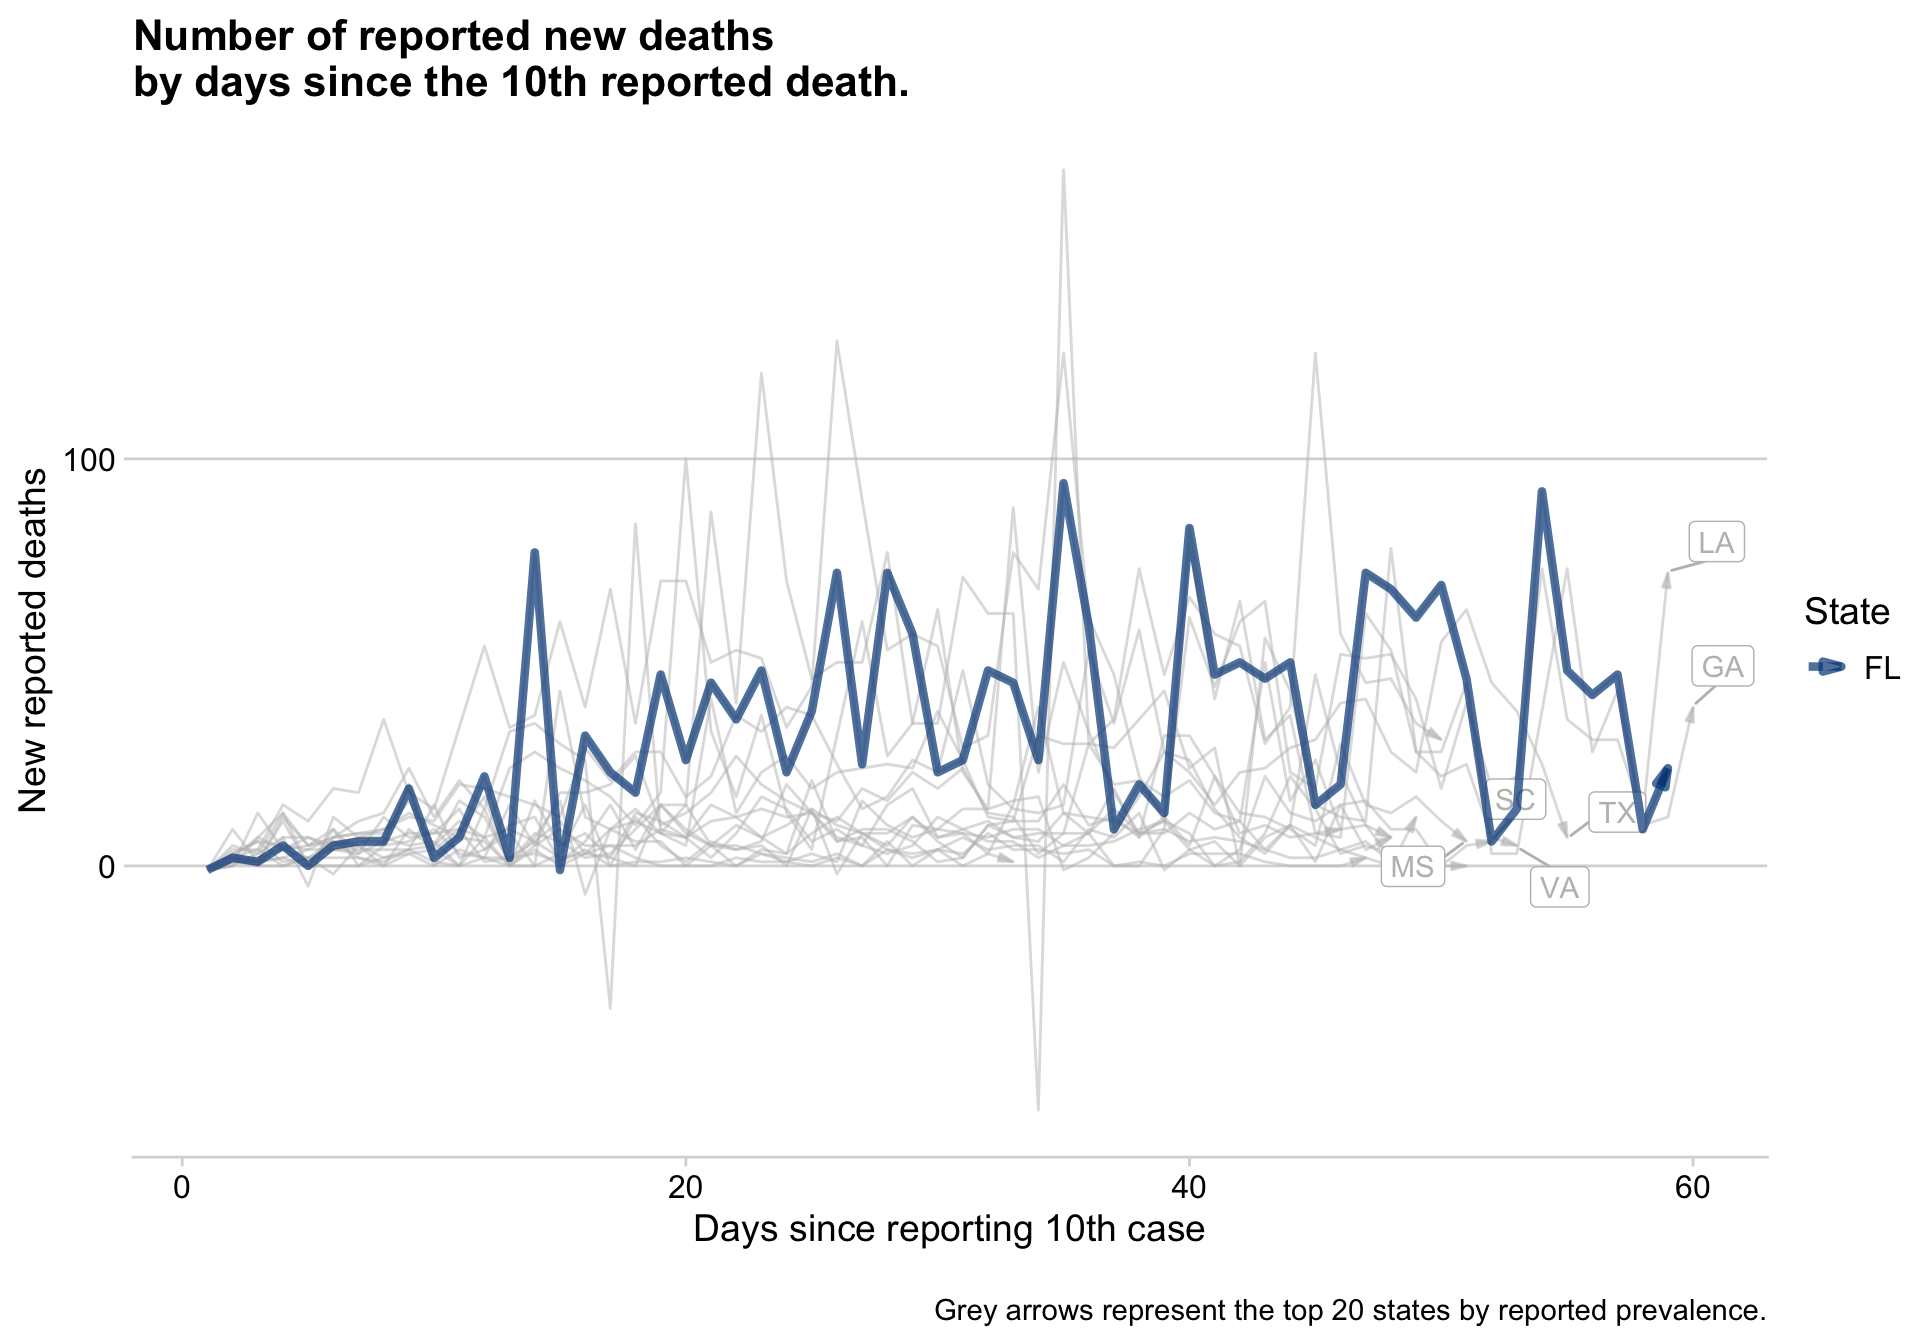 Number of reported new deaths
by days since the 10th reported death.
New reported deaths
100
0
LA
GA
SC
TX
MS
VA
State
FL
0
20
40
60
Days since reporting 10th case
Grey arrows represent the top 20 states by reported prevalence.